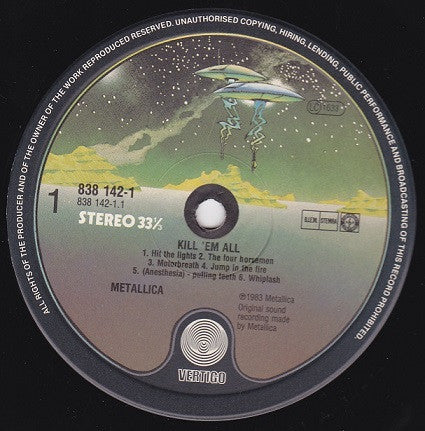 ALL RIGHTS OF THE PRODUCER AND OF THE OWNER OF THE WORK REPRODUCED RESERVED. UNAUTHORISED COPYING, HIRING, LENDING, PUBLIC PERFORMANCE AND BROADCASTING OF THIS RECORD PROHIBITED.
1
838 142-1
838 142-1.1
STEREO 33⅓
B.I.E.M.
STEMRA
KILL 'EM ALL
1. Hit the lights 2. The four horsemen
3. Motorbreath 4. Jump in the fire
5. (Anesthesia) - pulling teeth 6. Whiplash
METALLICA
℗1983 Metallica
Original sound
recording made
by Metallica
VERTIGO